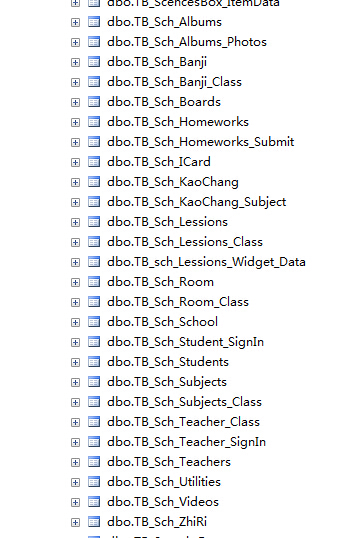 dbo.TB_ScencesBox_ItemData
dbo.TB_Sch_Albums
dbo.TB_Sch_Albums_Photos
dbo.TB_Sch_Banji
dbo.TB_Sch_Banji_Class
dbo.TB_Sch_Boards
dbo.TB_Sch_Homeworks
dbo.TB_Sch_Homeworks_Submit
dbo.TB_Sch_ICard
dbo.TB_Sch_KaoChang
dbo.TB_Sch_KaoChang_Subject
dbo.TB_Sch_Lessions
dbo.TB_Sch_Lessions_Class
dbo.TB_sch_Lessions_Widget_Data
dbo.TB_Sch_Room
dbo.TB_Sch_Room_Class
dbo.TB_Sch_School
dbo.TB_Sch_Student_SignIn
dbo.TB_Sch_Students
dbo.TB_Sch_Subjects
dbo.TB_Sch_Subjects_Class
dbo.TB_Sch_Teacher_Class
dbo.TB_Sch_Teacher_SignIn
dbo.TB_Sch_Teachers
dbo.TB_Sch_Utilities
dbo.TB_Sch_Videos
dbo.TB_Sch_ZhiRi